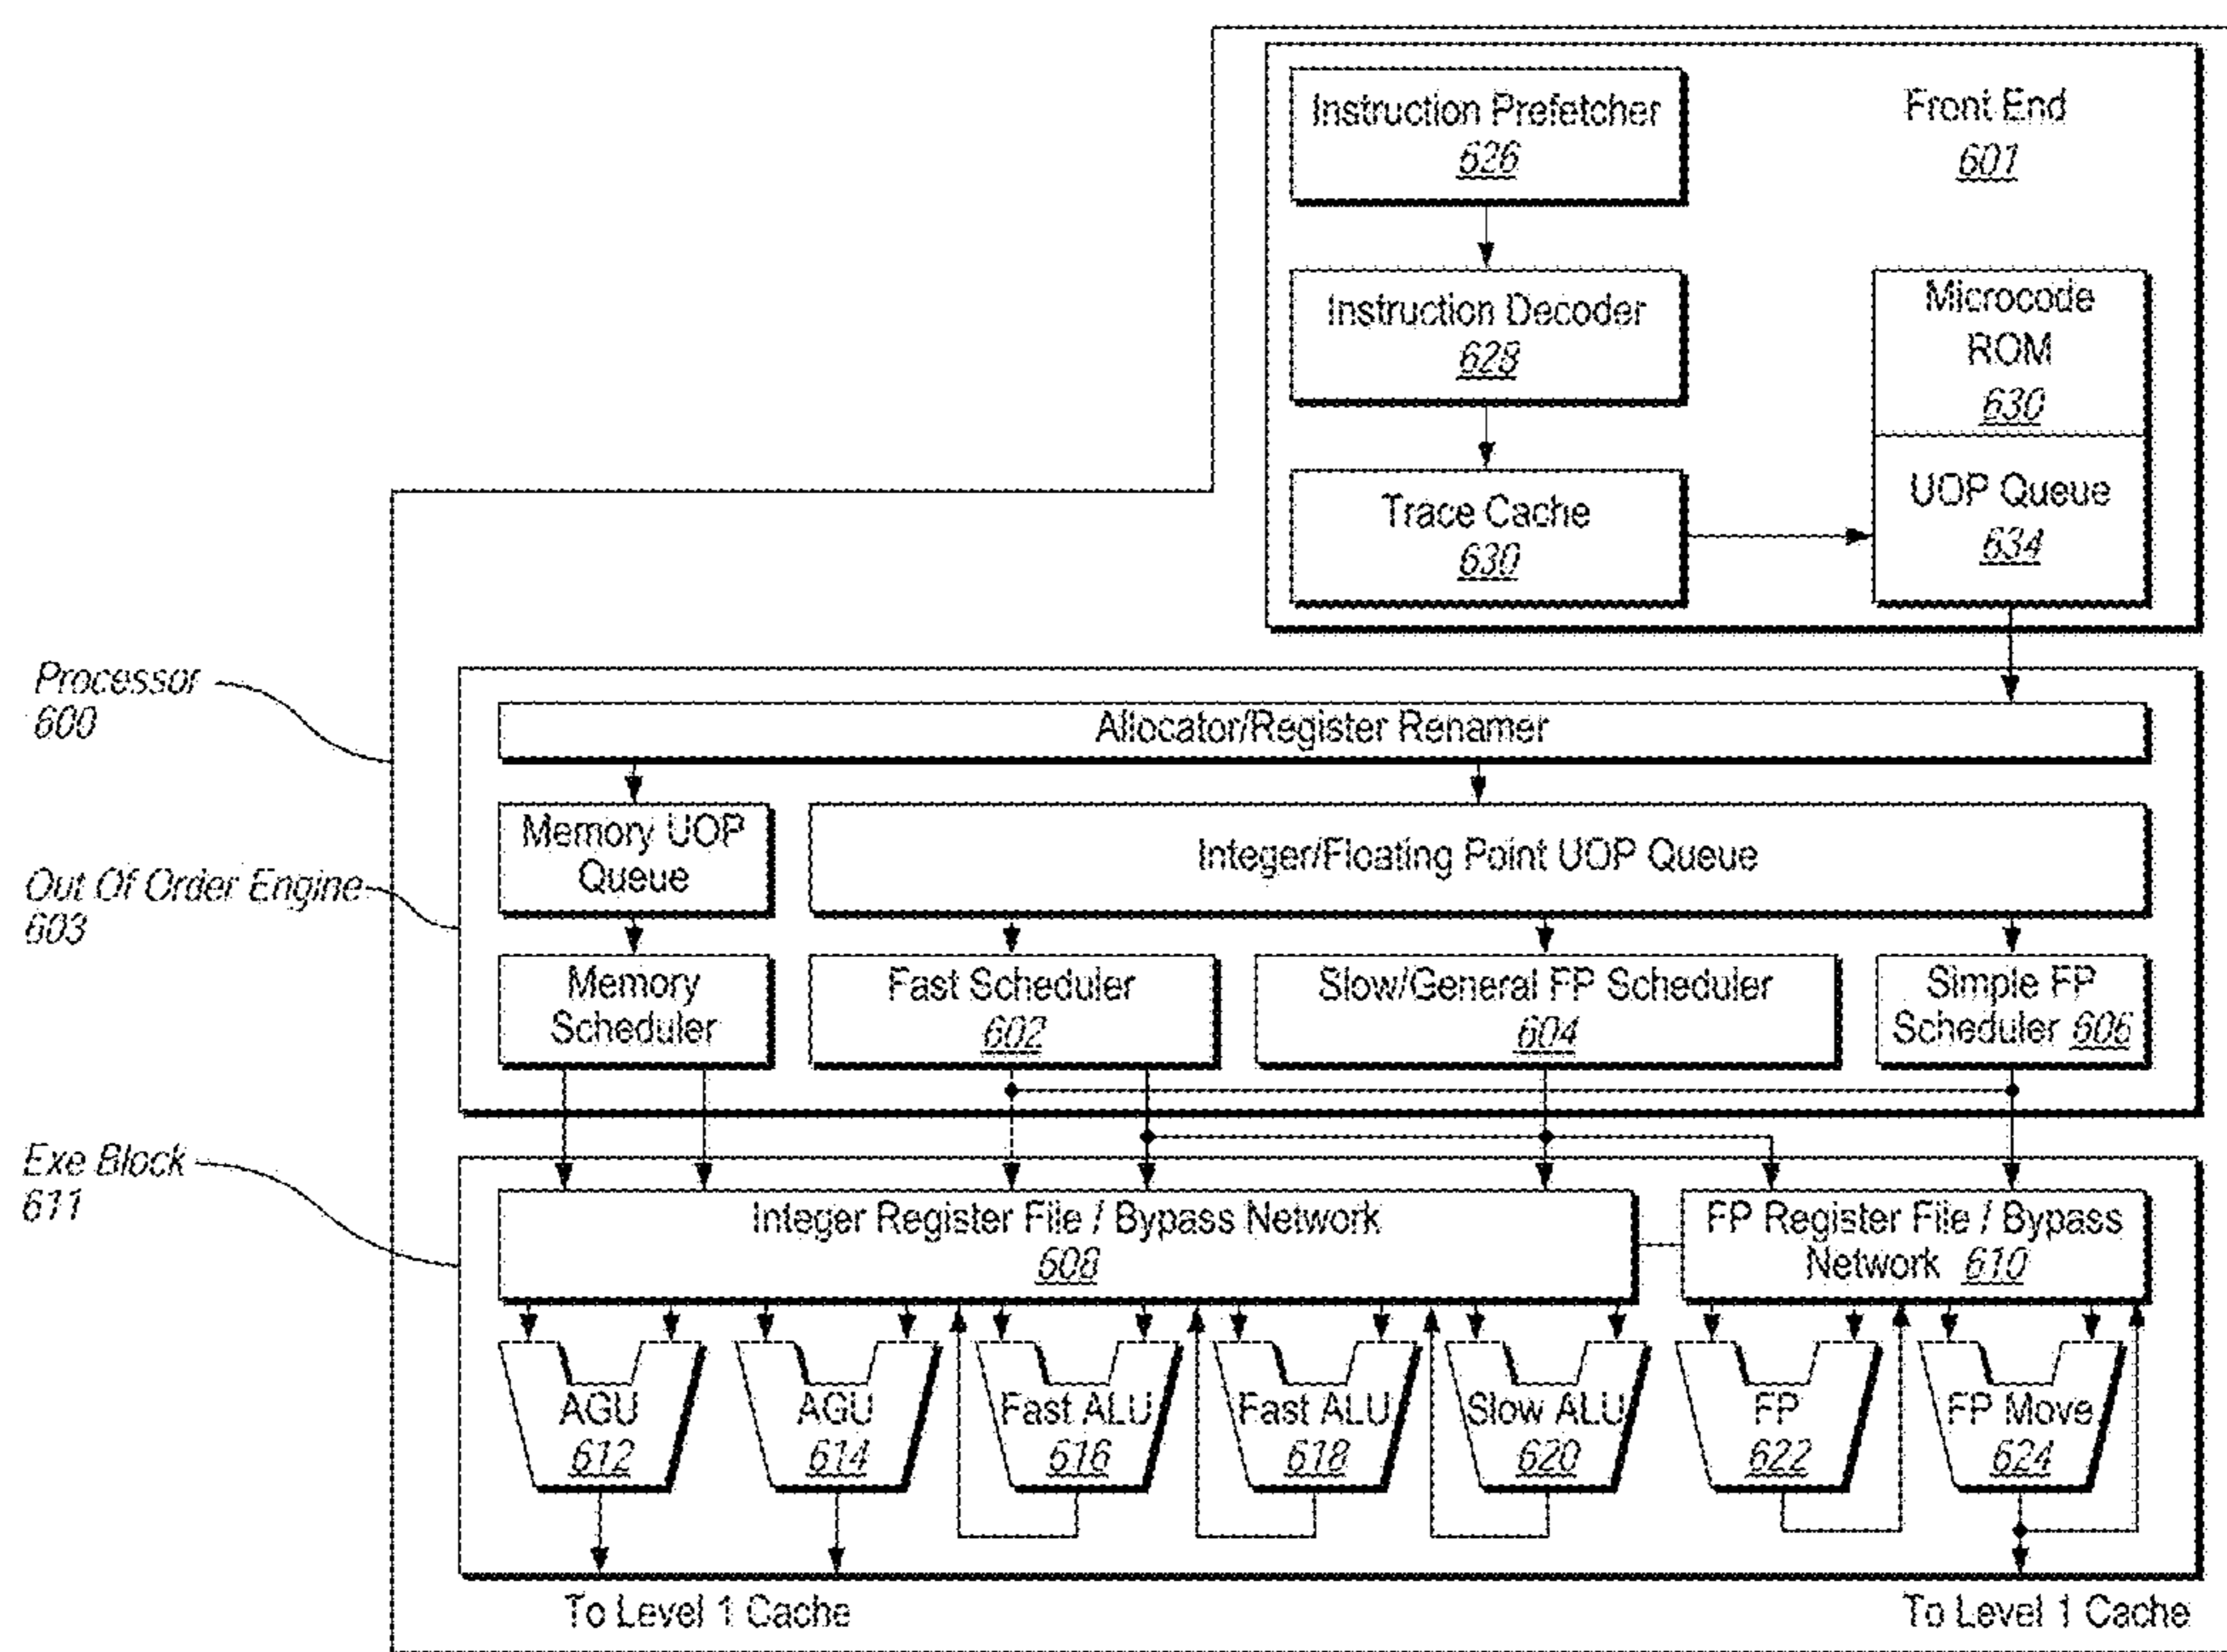 Instruction Prefetcher
626
Front End
601
Instruction Decoder
628
Microcode
ROM
630
Trace Cache
630
UOP Queue
634
Processor
600
Allocator/Register Renamer
Memory UOP
Queue
Integer/Floating Point UOP Queue
Out Of Order Engine
603
Memory
Scheduler
Fast Scheduler
602
Slow/General FP Scheduler
604
Simple FP
Scheduler 606
Exe Block
611
Integer Register File / Bypass Network
608
FP Register File / Bypass
Network 610
AGU
612
AGU
614
Fast ALU
616
Fast ALU
618
Slow ALU
620
FP
622
FP Move
624
To Level 1 Cache
To Level 1 Cache